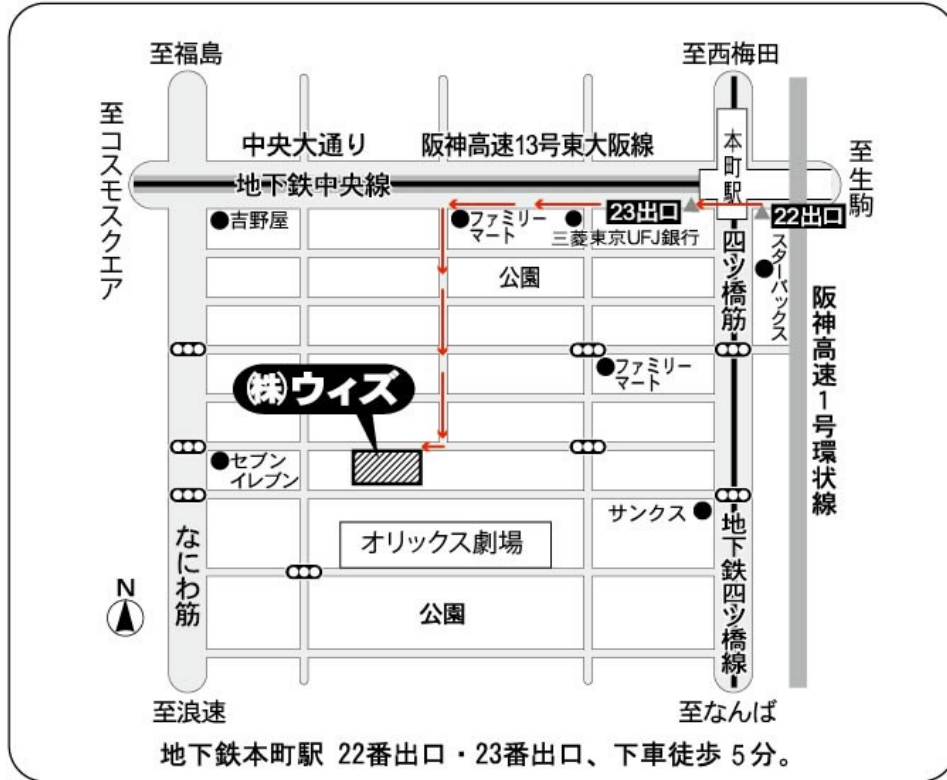 至福島
至西梅田
至コスモスクエア
中央大通り
阪神高速13号東大阪線
本町駅
至生駒
地下鉄中央線
吉野屋
ファミリー
マート
23出口
22出口
三菱東京UFJ銀行
四ツ橋筋
スターバックス
公園
阪神高速1号環状線
㈱ウィズ
ファミリー
マート
セブン
イレブン
サンクス
なにわ筋
オリックス劇場
地下鉄四ツ橋線
N
公園
至浪速
至なんば
地下鉄本町駅 22番出口・23番出口、下車徒歩 5分。